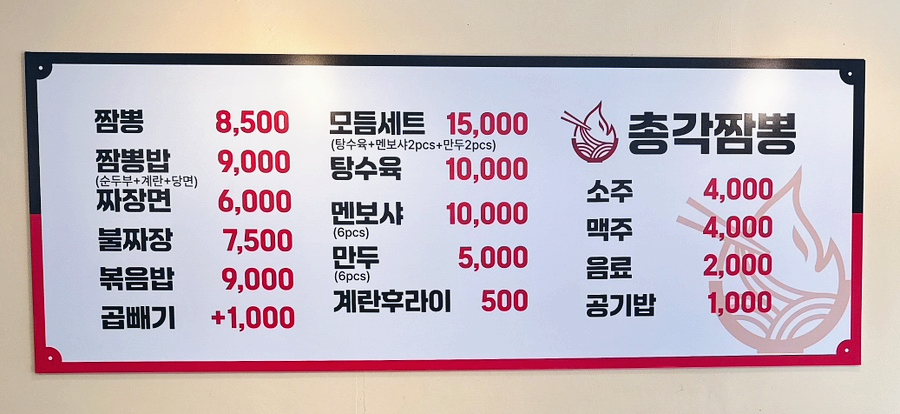 짬뽕 8,500
짬뽕밥 9,000
(순두부+계란+당면)
짜장면 6,000
불짜장 7,500
볶음밥 9,000
곱빼기 +1,000
모듬세트 15,000
(탕수육+멘보샤2pcs+만두2pcs)
탕수육 10,000
멘보샤 10,000
(6pcs)
만두 5,000
(6pcs)
계란후라이 500
총각짬뽕
소주 4,000
맥주 4,000
음료 2,000
공기밥 1,000